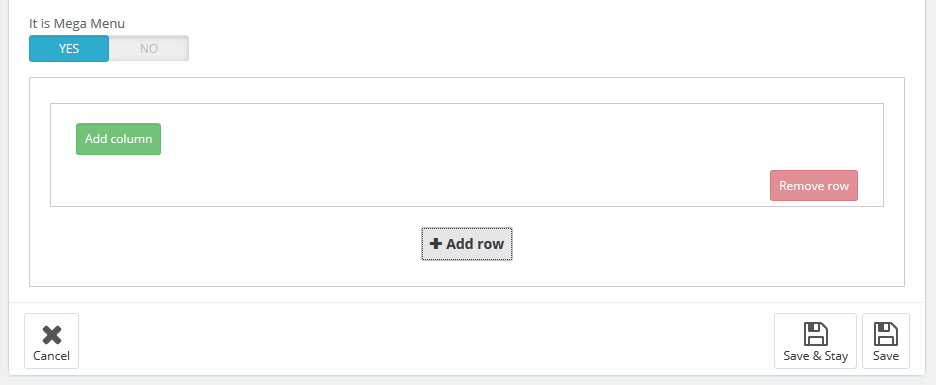 It is Mega Menu
YES
NO
Add column
Remove row
Add row
Cancel
Save & Stay
Save